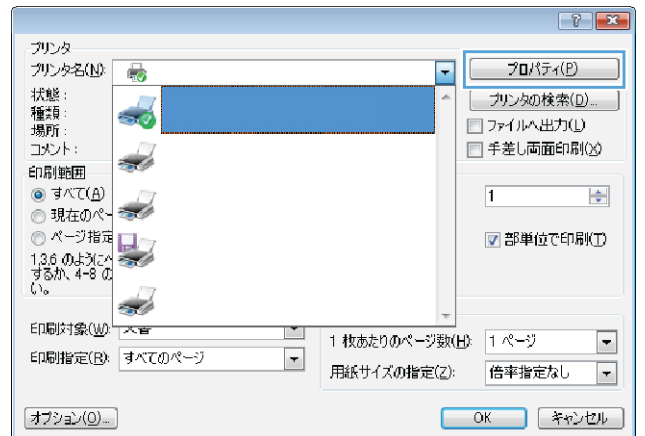 プリンタ
プリンタ名(N):
プロパティ(P)
状態 :
種類 :
場所 :
コメント :
プリンタの検索(D)...
ファイルへ出力(L)
手差し両面印刷(X)
印刷範囲
すべて(A)
現在のペー
ページ指定
1,3,6 のように
するか、4-8 の
い。
1
部単位で印刷(T)
印刷対象(W):
印刷指定(R):
すべてのページ
1 枚あたりのページ数(H):
1 ページ
用紙サイズの指定(Z):
倍率指定なし
オプション(O)...
OK
キャンセル